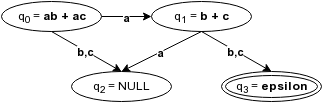 q₀ = ab + ac
a
q₁ = b + c
b,c
a
b,c
q₂ = NULL
q₃ = epsilon